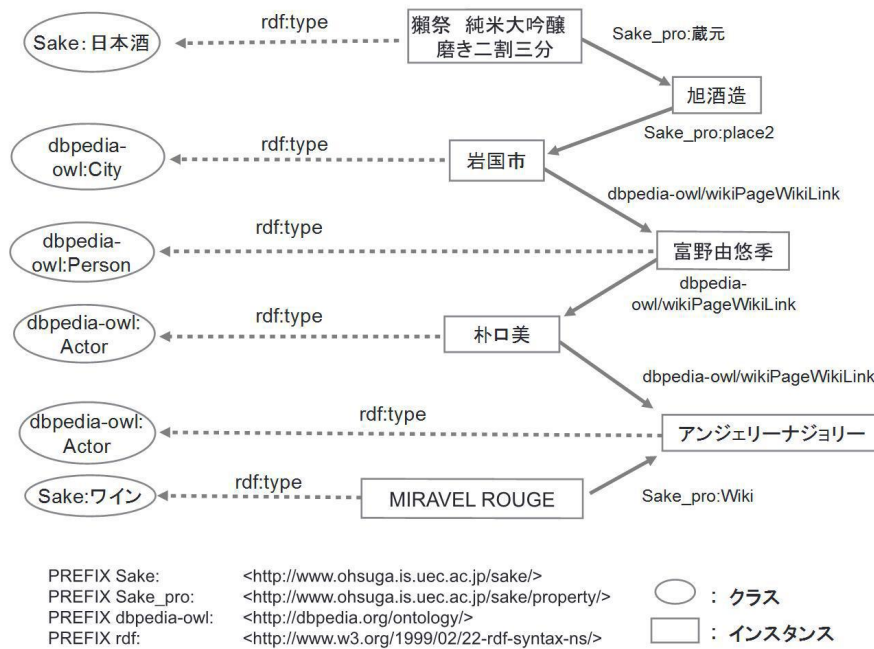 rdf:type
獺祭 純米大吟醸
磨き二割三分
Sake:日本酒
Sake_pro:蔵元
旭酒造
Sake_pro:place2
dbpedia-
owl:City
rdf:type
岩国市
dbpedia-owl/wikiPageWikiLink
rdf:type
dbpedia-
owl:Person
富野由悠季
dbpedia-
owl/wikiPageWikiLink
dbpedia-owl:
Actor
rdf:type
朴ロ美
dbpedia-owl/wikiPageWikiLink
dbpedia-owl:
Actor
rdf:type
アンジェリーナジョリー
Sake:ワイン
rdf:type
MIRAVEL ROUGE
Sake_pro:Wiki
PREFIX Sake: <http://www.ohsuga.is.uec.ac.jp/sake/>
PREFIX Sake_pro: <http://www.ohsuga.is.uec.ac.jp/sake/property/>
PREFIX dbpedia-owl: <http://dbpedia.org/ontology/>
PREFIX rdf: <http://www.w3.org/1999/02/22-rdf-syntax-ns/>
: クラス
: インスタンス